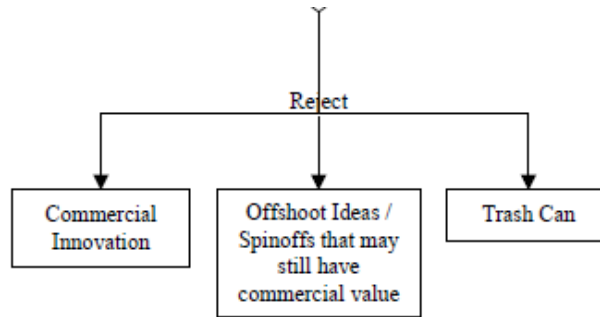 Reject
Commercial
Innovation
Offshoot Ideas /
Spinoffs that may
still have
commercial value
Trash Can